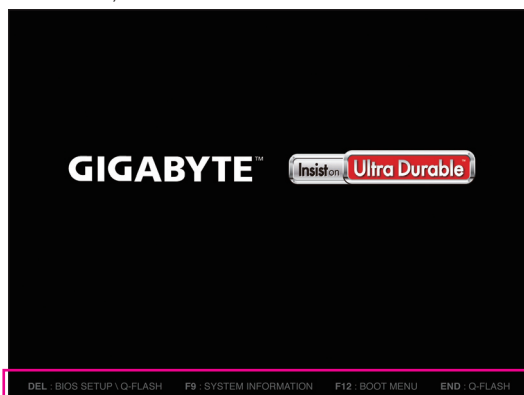 GIGABYTE™ Insist on Ultra Durable™
DEL : BIOS SETUP \ Q-FLASH F9 : SYSTEM INFORMATION F12 : BOOT MENU END : Q-FLASH